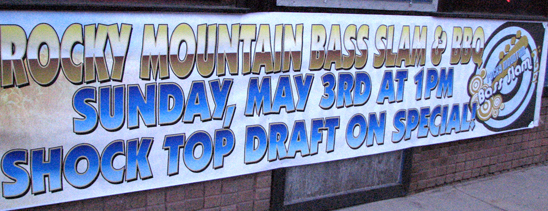 ROCKY MOUNTAIN BASS SLAM & BBQ
SUNDAY, MAY 3RD AT 1PM
SHOCK TOP DRAFT ON SPECIAL!
Bass Slam